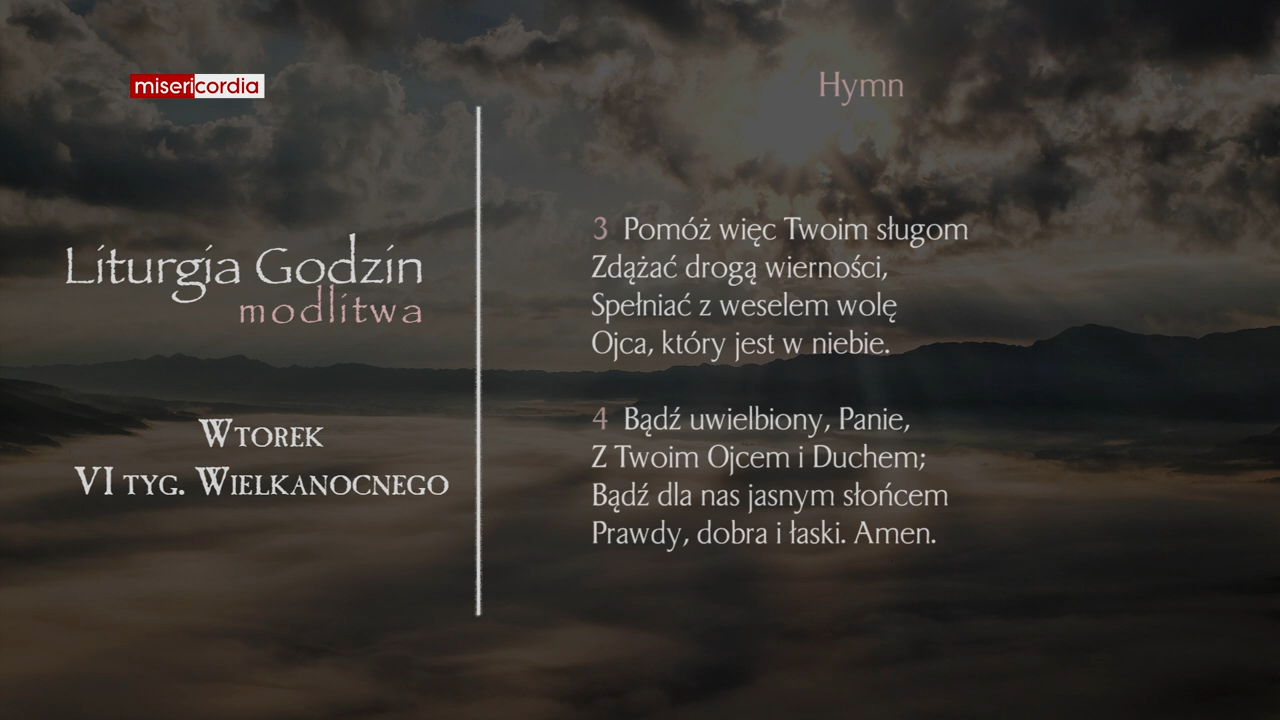 misericordia
Liturgia Godzin
modlitwa
Wtorek
VI tyg. Wielkanocnego
Hymn
3 Pomóż więc Twoim sługom
Zdążać drogą wierności,
Spełniać z weselem wolę
Ojca, który jest w niebie.
4 Bądź uwielbiony, Panie,
Z Twoim Ojcem i Duchem;
Bądź dla nas jasnym słońcem
Prawdy, dobra i łaski. Amen.